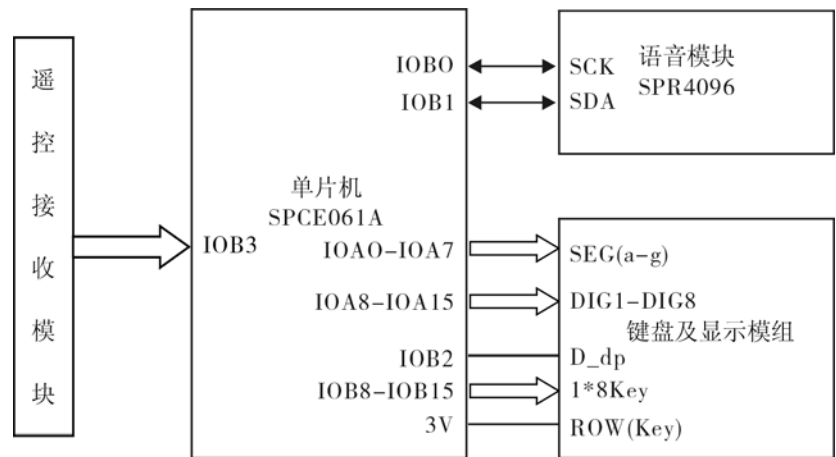 遥控接收模块
单片机
SPCE061A
IOB3
IOBO
IOB1
IOAO-IOA7
IOA8-IOA15
IOB2
IOB8-IOB15
3V
SCK
SDA
语音模块
SPR4096
SEG(a-g)
DIG1-DIG8
键盘及显示模组
D_dp
1*8Key
ROW(Key)